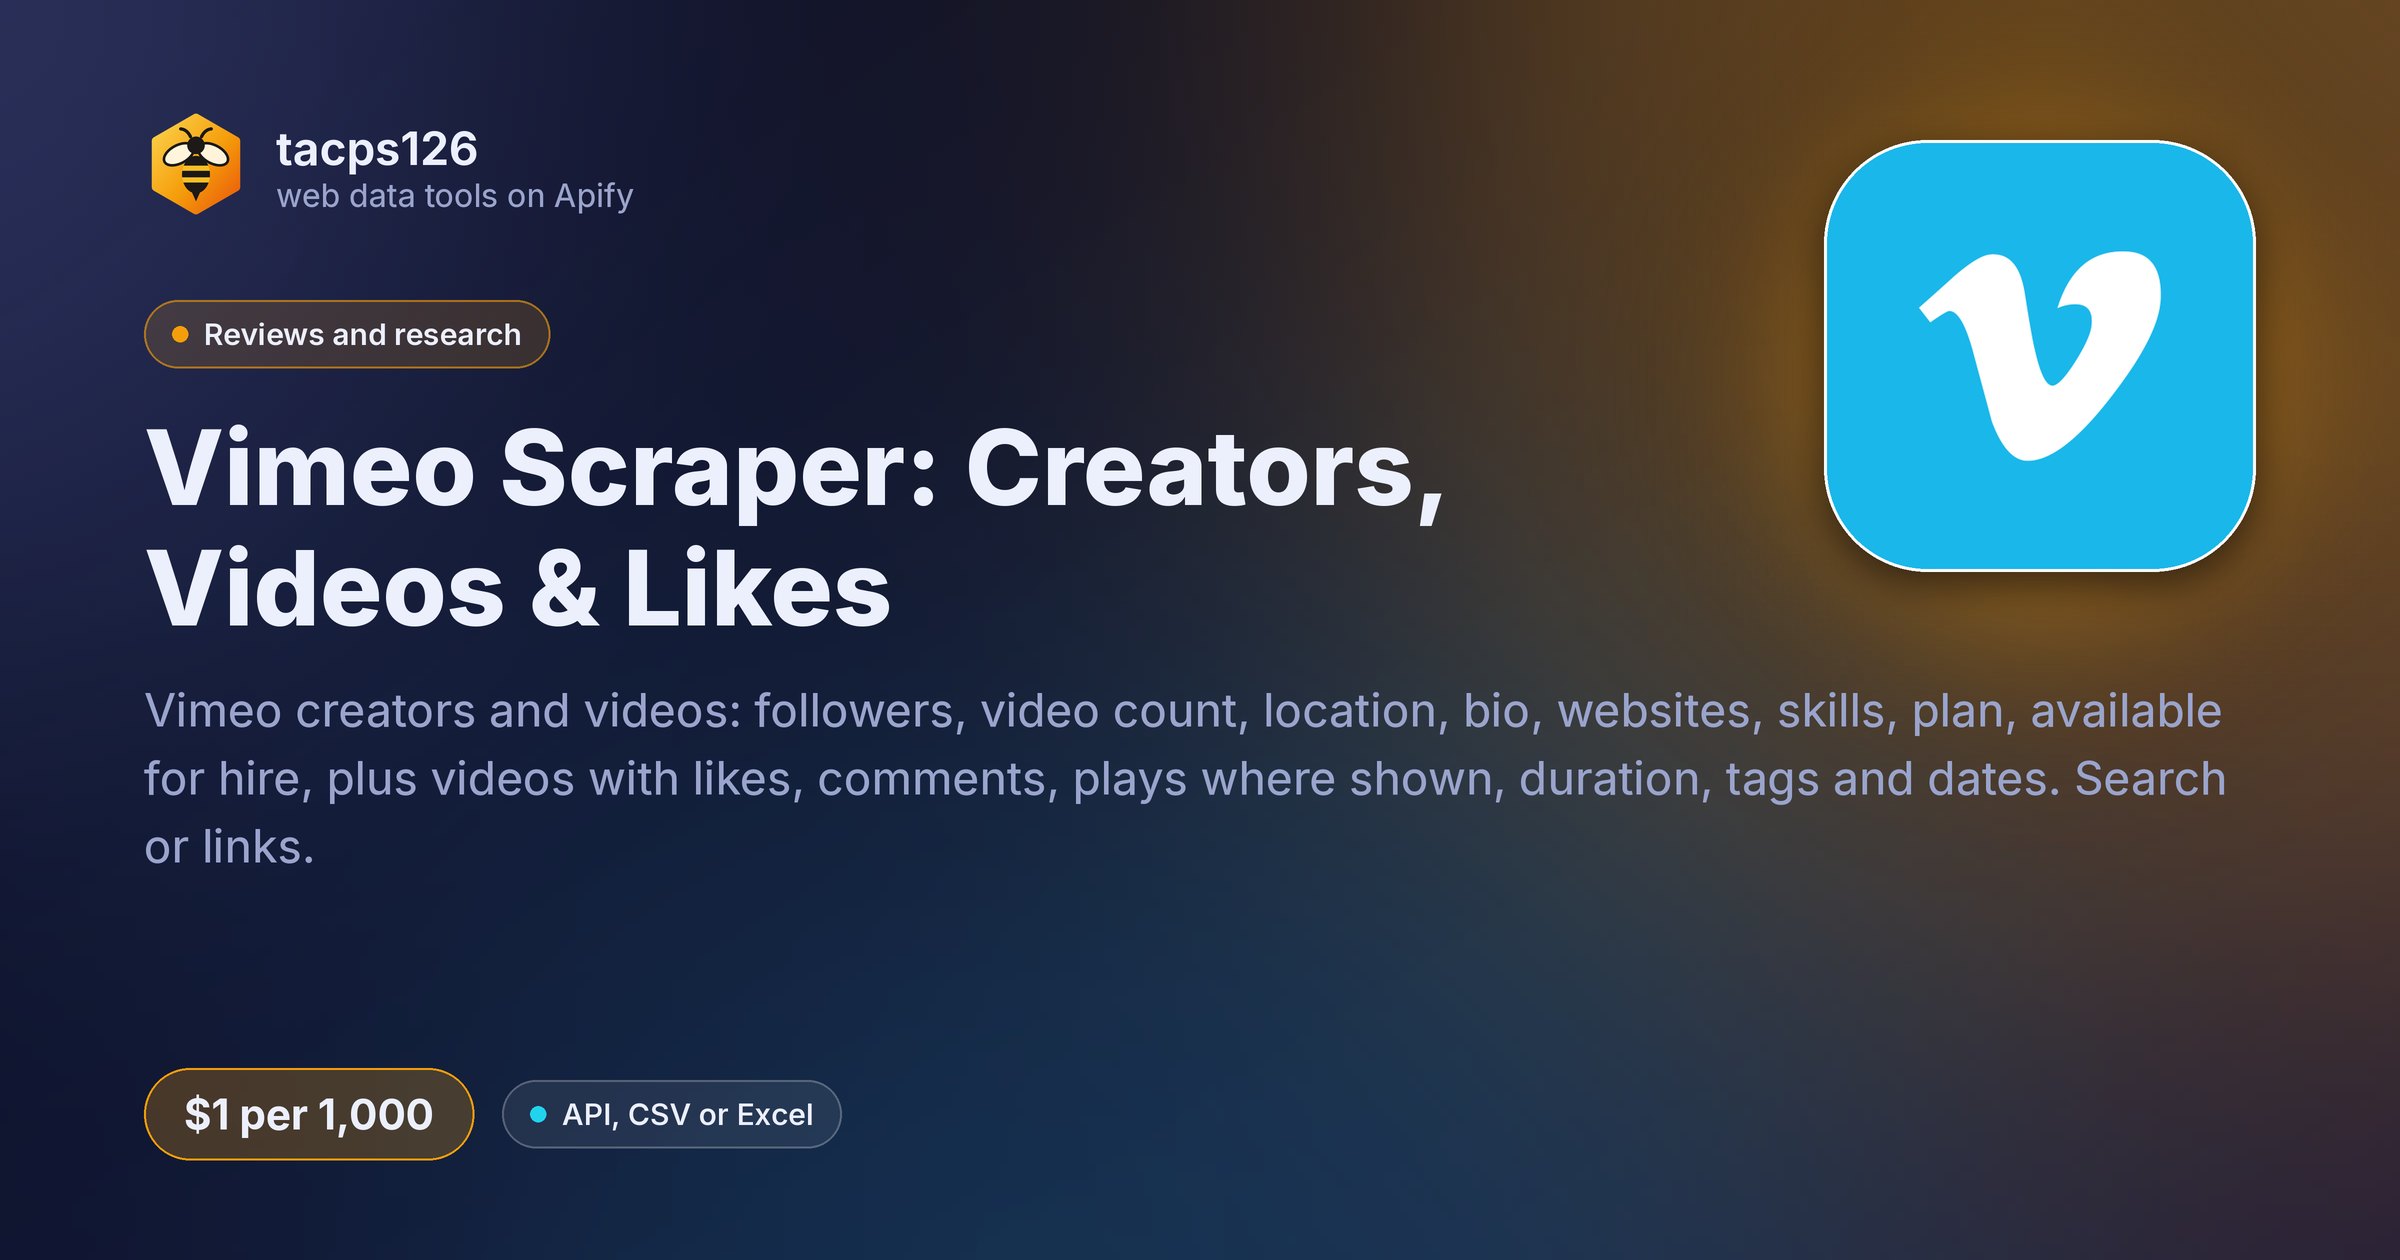 tacps126
web data tools on Apify
Reviews and research
Vimeo Scraper: Creators,
Videos & Likes
Vimeo creators and videos: followers, video count, location, bio, websites, skills, plan, available
for hire, plus videos with likes, comments, plays where shown, duration, tags and dates. Search
or links.
$1 per 1,000
API, CSV or Excel